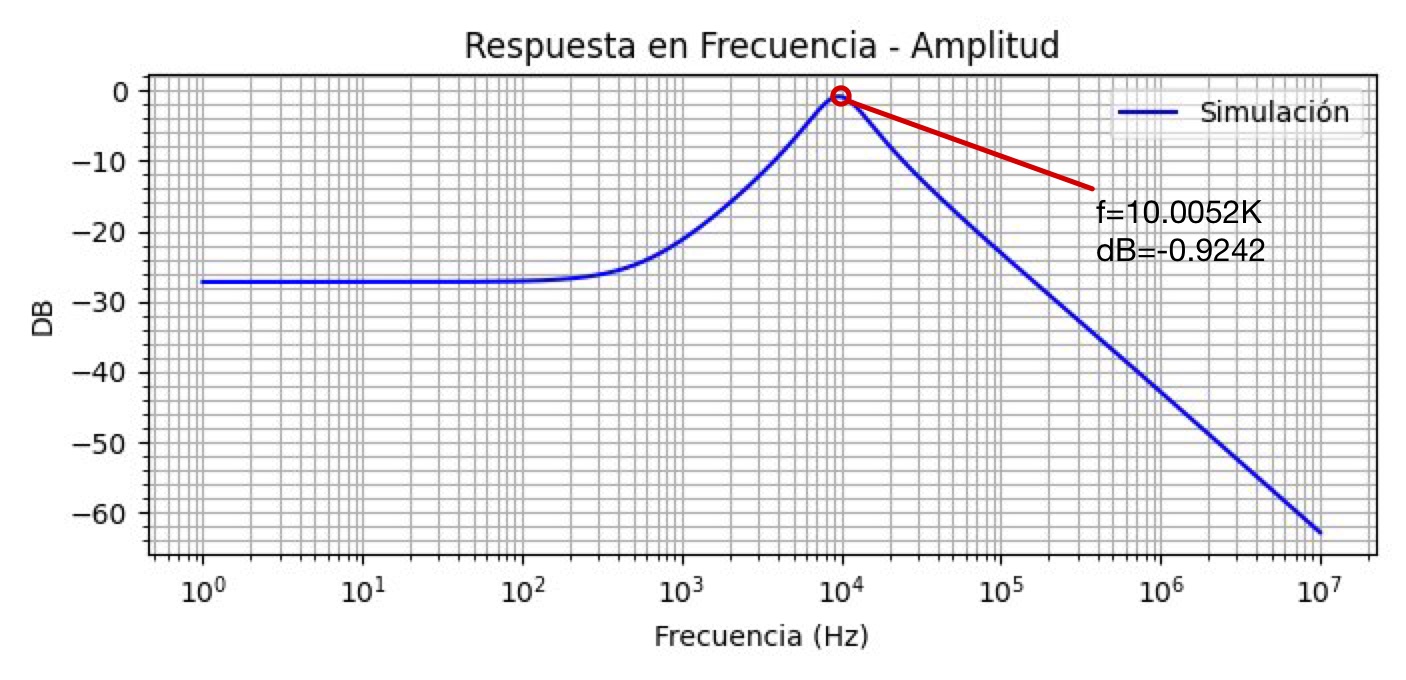 Respuesta en Frecuencia - Amplitud
Simulación
f=10.0052K
dB=-0.9242
DB
0
−10
−20
−30
−40
−50
−60
10⁰ 10¹ 10² 10³ 10⁴ 10⁵ 10⁶ 10⁷
Frecuencia (Hz)